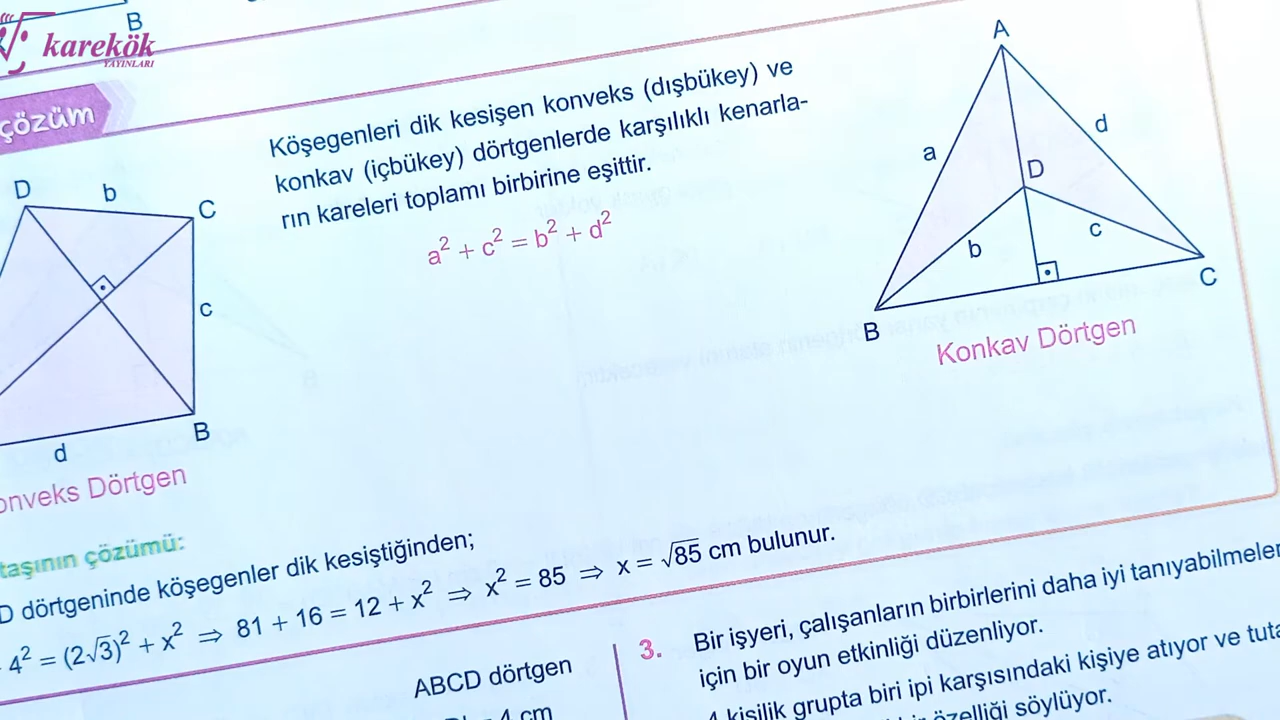 B
karekök
YAYINLARI
çözüm
Köşegenleri dik kesişen konveks (dışbükey) ve
konkav (içbükey) dörtgenlerde karşılıklı kenarla-
rın kareleri toplamı birbirine eşittir.
a² + c² = b² + d²
D
b
C
c
B
d
onveks Dörtgen
A
a
d
D
b
c
B
C
Konkav Dörtgen
taşının çözümü:
D dörtgeninde köşegenler dik kesiştiğinden;
4² = (2√3)² + x² ⇒ 81 + 16 = 12 + x² ⇒ x² = 85 ⇒ x = √85 cm bulunur.
ABCD dörtgen
4 cm
3. Bir işyeri, çalışanların birbirlerini daha iyi tanıyabilmeler
için bir oyun etkinliği düzenliyor.
4 kişilik grupta biri ipi karşısındaki kişiye atıyor ve tuta
özelliği söylüyor.